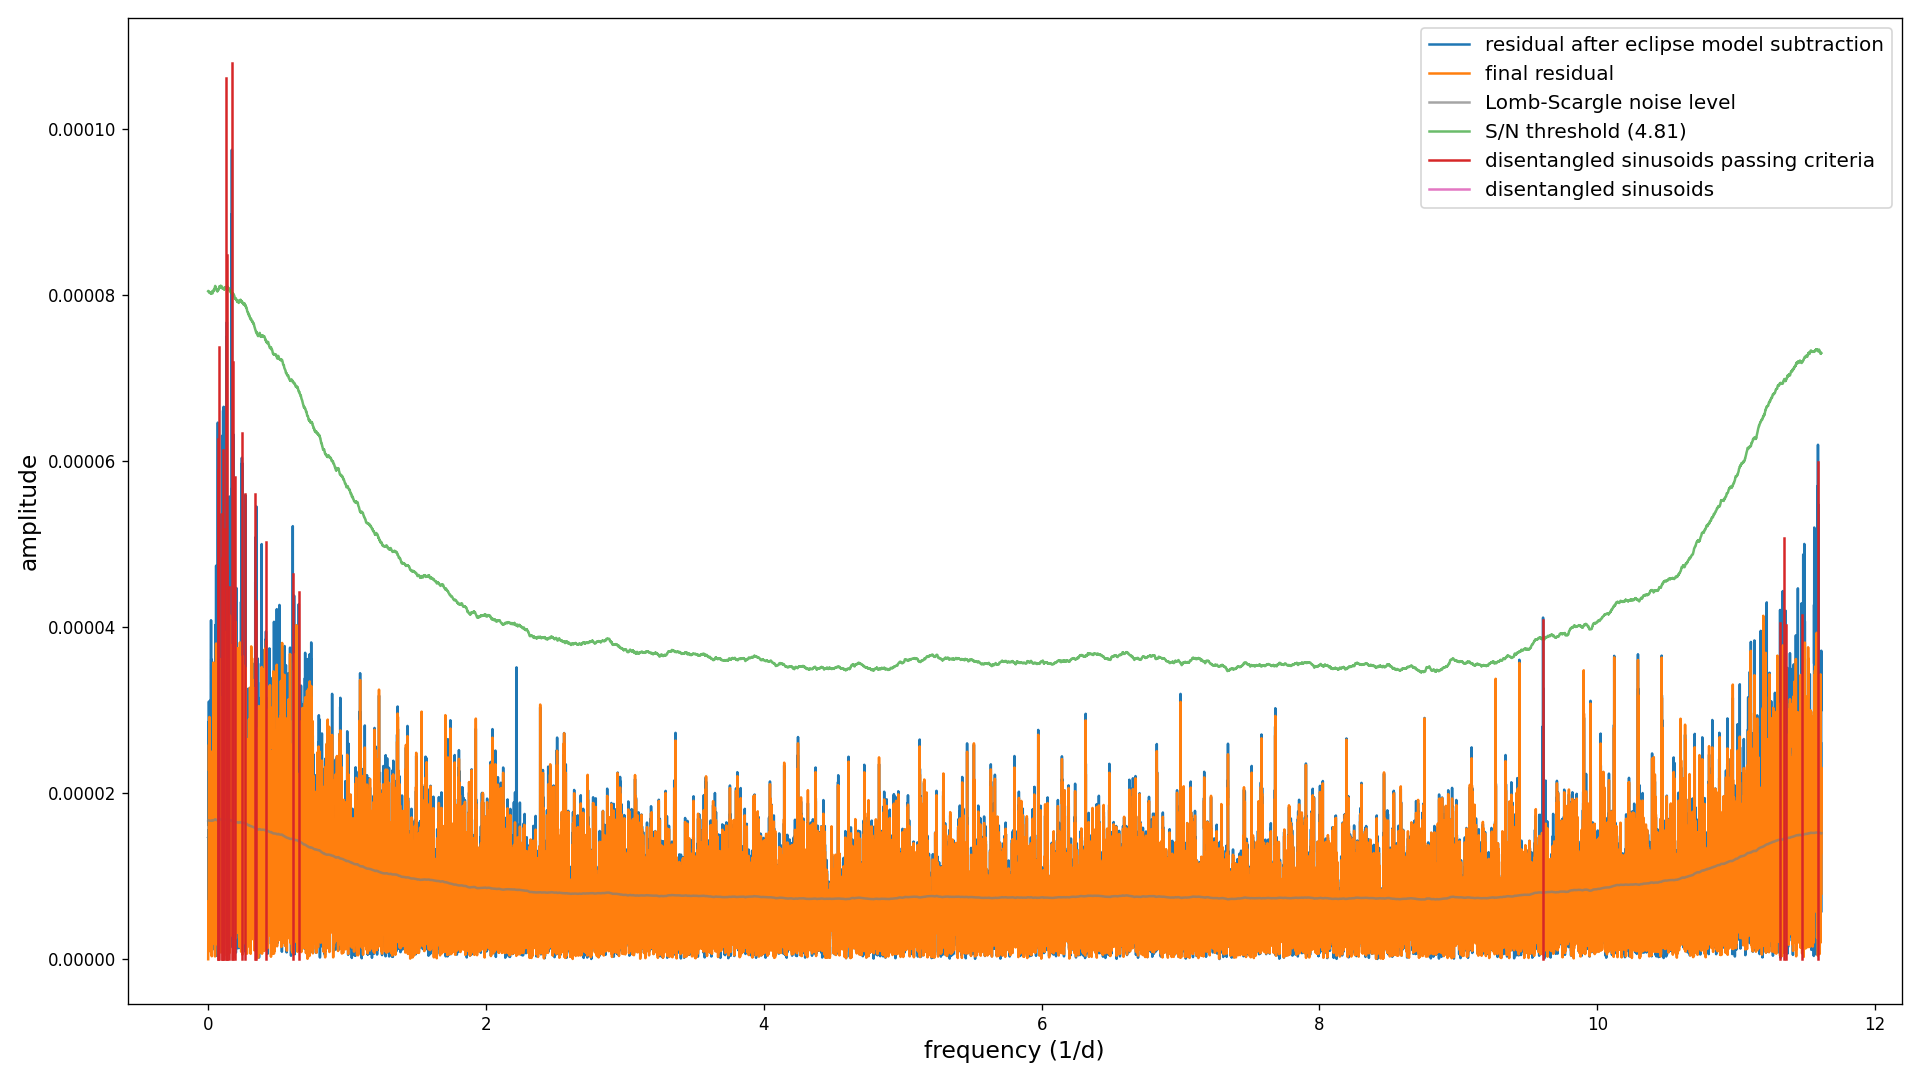 residual after eclipse model subtraction
final residual
Lomb-Scargle noise level
S/N threshold (4.81)
disentangled sinusoids passing criteria
disentangled sinusoids
0.00010
0.00008
0.00006
0.00004
0.00002
0.00000
amplitude
0 2 4 6 8 10 12
frequency (1/d)